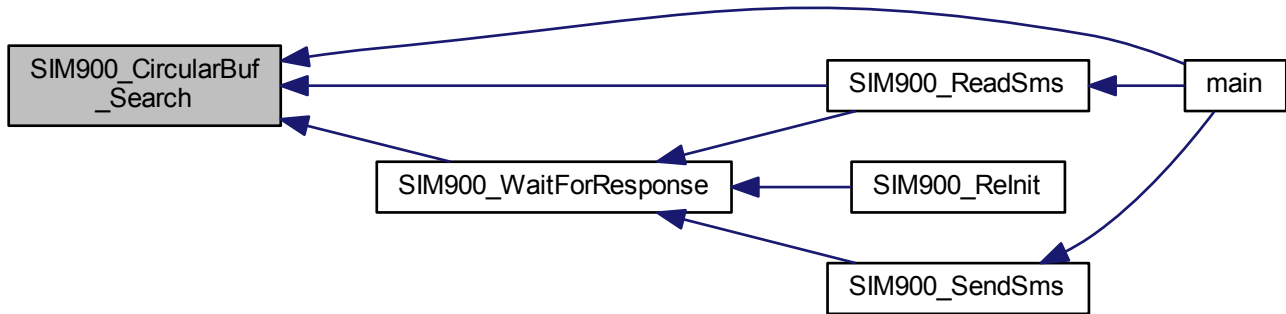 SIM900_CircularBuf
_Search
SIM900_ReadSms
main
SIM900_WaitForResponse
SIM900_ReInit
SIM900_SendSms